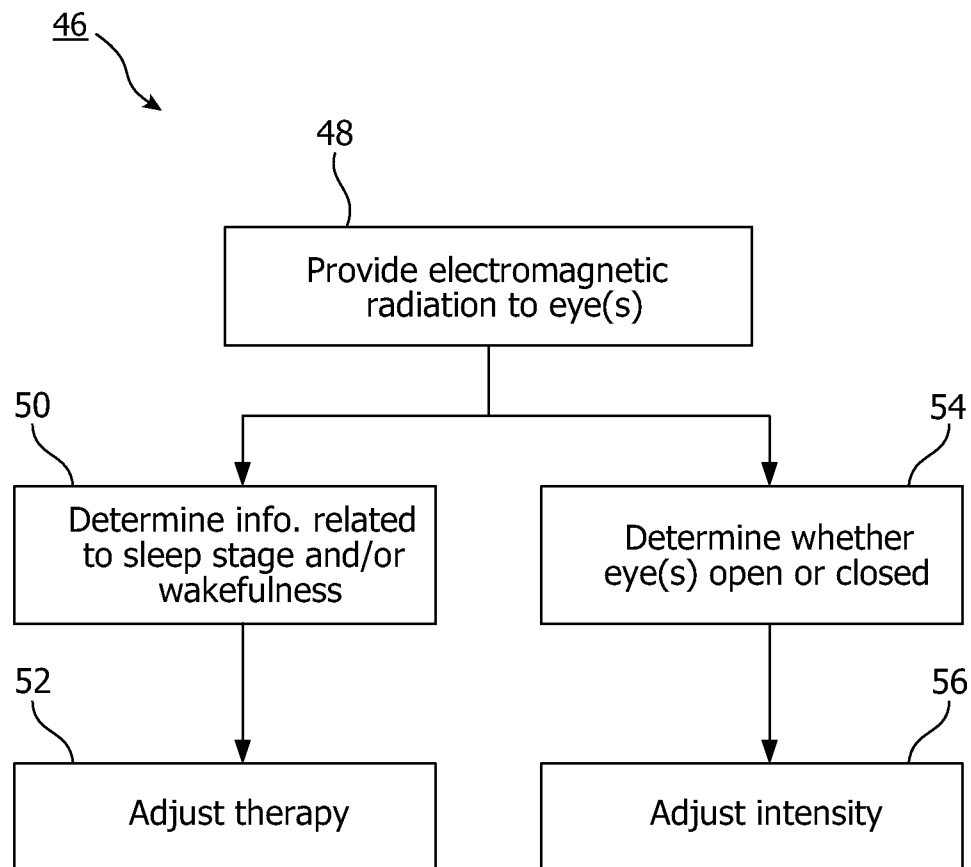 46
48
Provide electromagnetic
radiation to eye(s)
50
54
Determine info. related
to sleep stage and/or
wakefulness
Determine whether
eye(s) open or closed
52
56
Adjust therapy
Adjust intensity